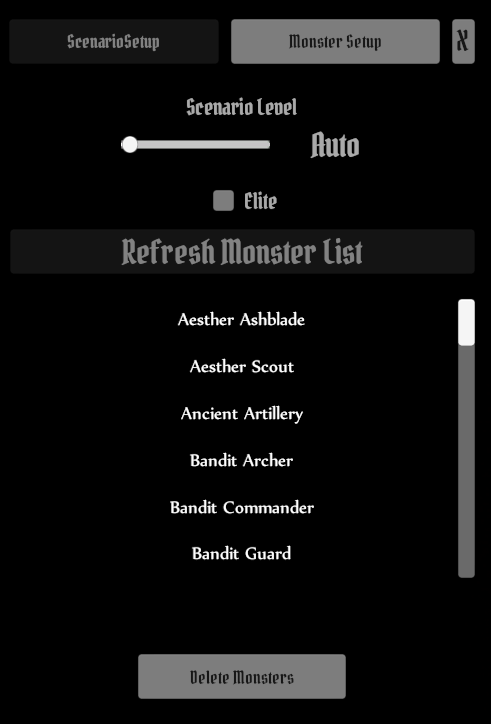 ScenarioSetup
Monster Setup
X
Scenario Level
Auto
Elite
Refresh Monster List
Aesther Ashblade
Aesther Scout
Ancient Artillery
Bandit Archer
Bandit Commander
Bandit Guard
Delete Monsters